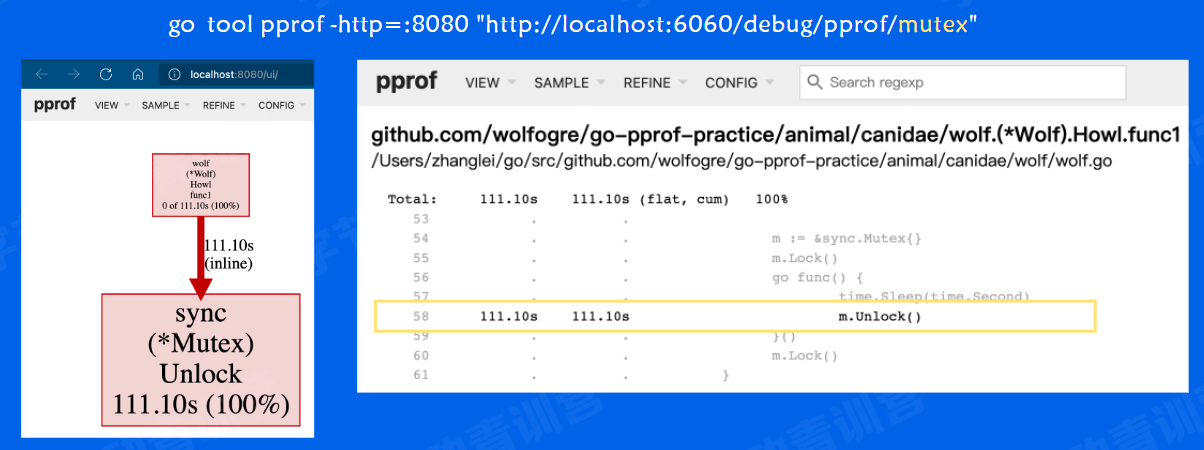 go tool pprof -http=:8080 "http://localhost:6060/debug/pprof/mutex"
localhost:8080/ui/
pprof VIEW SAMPLE REFINE CONFIG
wolf
(*Wolf)
Howl
func1
0 of 111.10s (100%)
111.10s
(inline)
sync
(*Mutex)
Unlock
111.10s (100%)
pprof VIEW SAMPLE REFINE CONFIG Search regexp
github.com/wolfogre/go-pprof-practice/animal/canidae/wolf.(*Wolf).Howl.func1
/Users/zhanglei/go/src/github.com/wolfogre/go-pprof-practice/animal/canidae/wolf/wolf.go
Total: 111.10s 111.10s (flat, cum) 100%
53 . .
54 . . m := &sync.Mutex{}
55 . . m.Lock()
56 . . go func() {
57 . . time.Sleep(time.Second)
58 111.10s 111.10s m.Unlock()
59 . . }()
60 . . m.Lock()
61 . . }